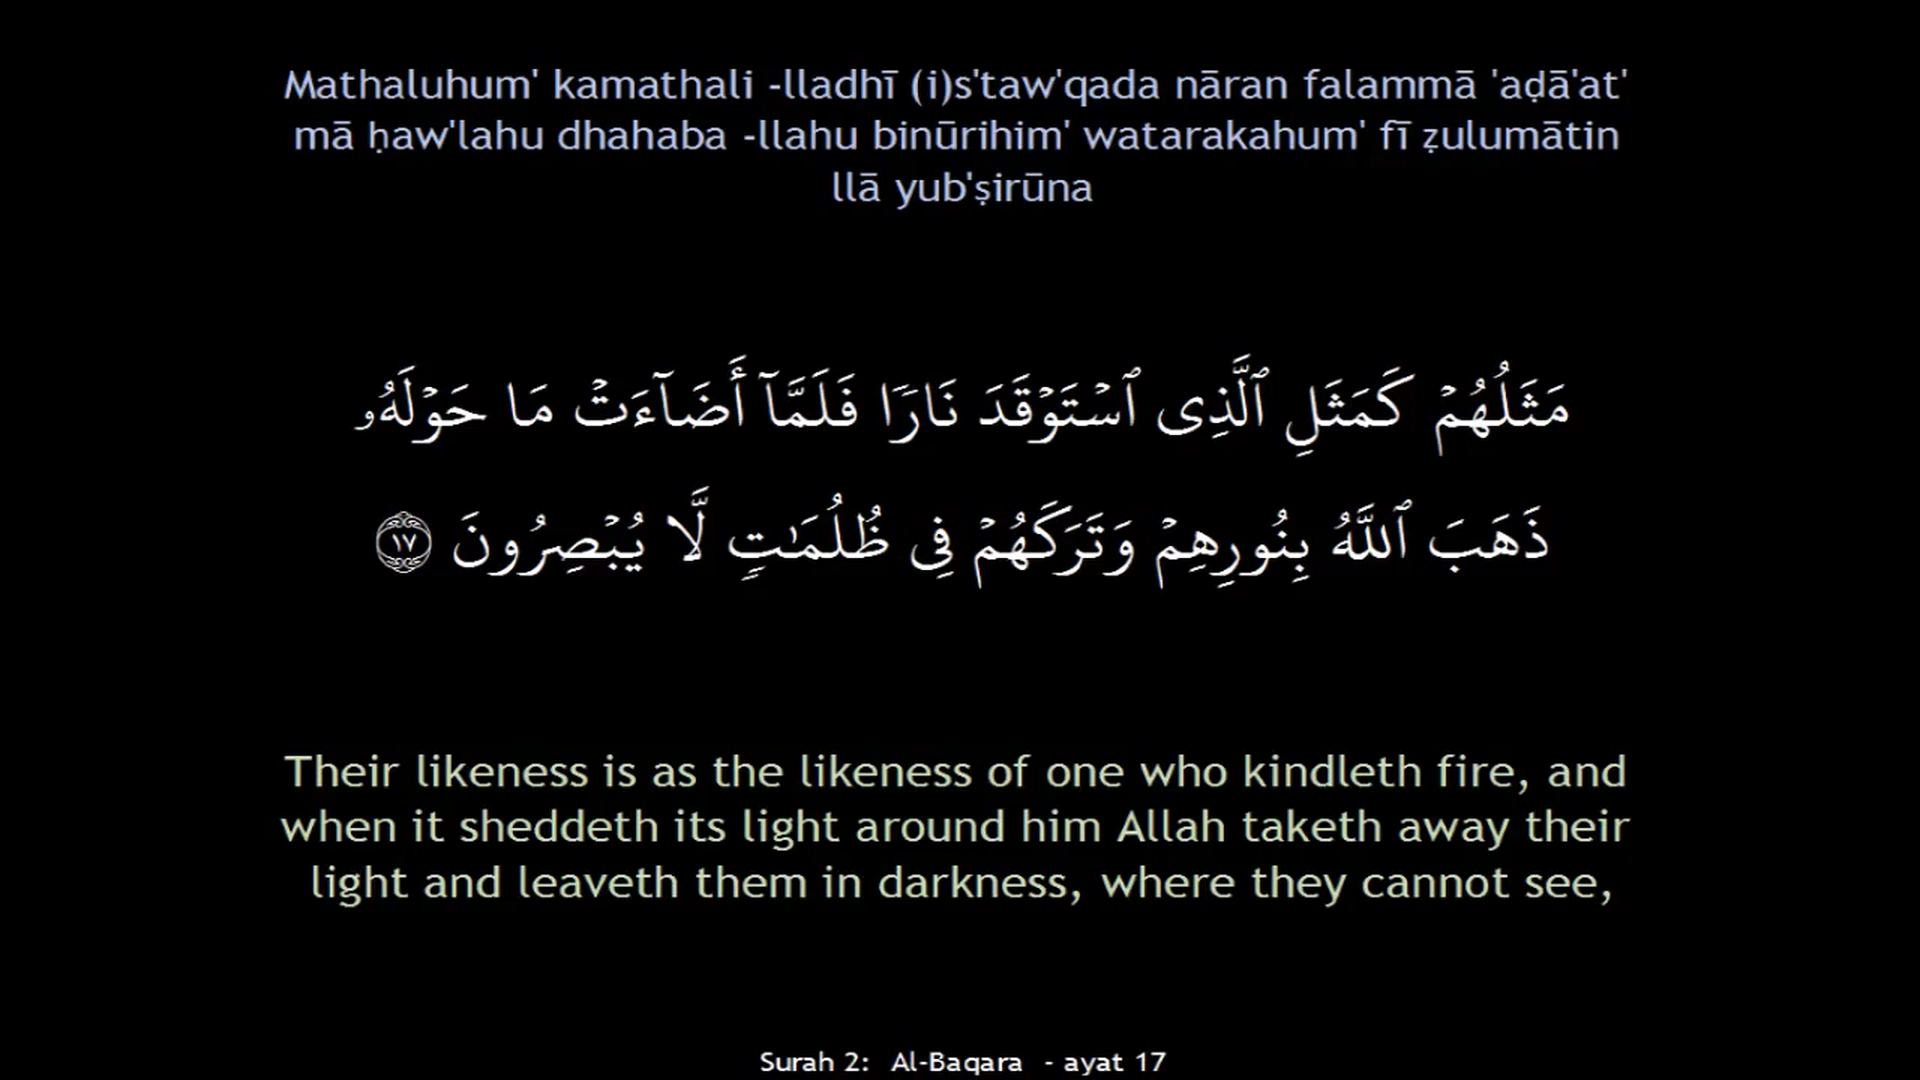 Mathaluhum' kamathali -lladhī (i)s'taw'qada nāran falammā 'aḍā'at'
mā ḥaw'lahu dhahaba -llahu binūrihim' watarakahum' fī ẓulumātin
llā yub'ṣirūna
مَثَلُهُمۡ كَمَثَلِ ٱلَّذِى ٱسۡتَوۡقَدَ نَارࣰا فَلَمَّاۤ أَضَاۤءَتۡ مَا حَوۡلَهُۥ
ذَهَبَ ٱللَّهُ بِنُورِهِمۡ وَتَرَكَهُمۡ فِى ظُلُمَـٰتࣲ لَّا يُبۡصِرُونَ ١٧
Their likeness is as the likeness of one who kindleth fire, and
when it sheddeth its light around him Allah taketh away their
light and leaveth them in darkness, where they cannot see,
Surah 2: Al-Baqara - ayat 17